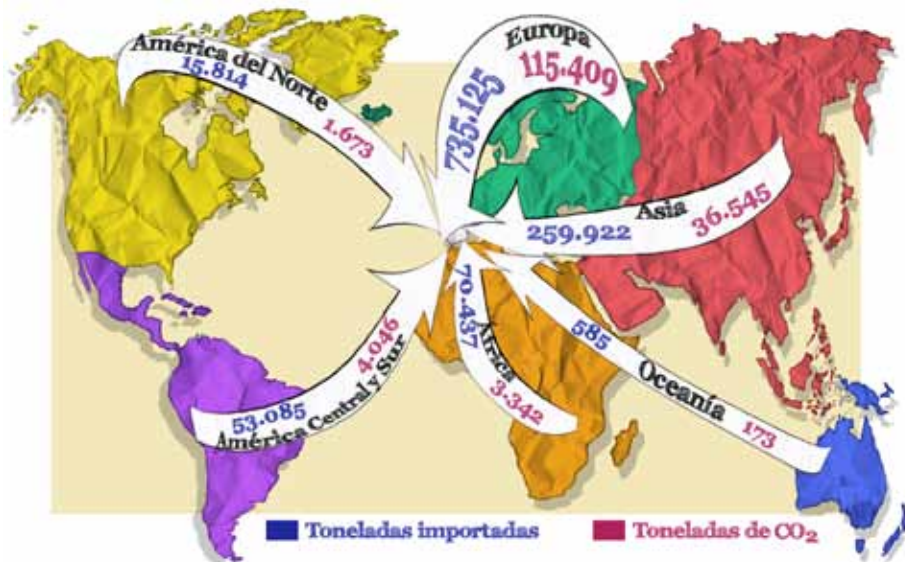 América del Norte
15.814
1.673
Europa
115.409
735.125
Asia
259.922
36.545
América Central y Sur
53.085
4.046
África
70.437
3.342
Oceanía
585
173
Toneladas importadas
Toneladas de CO₂